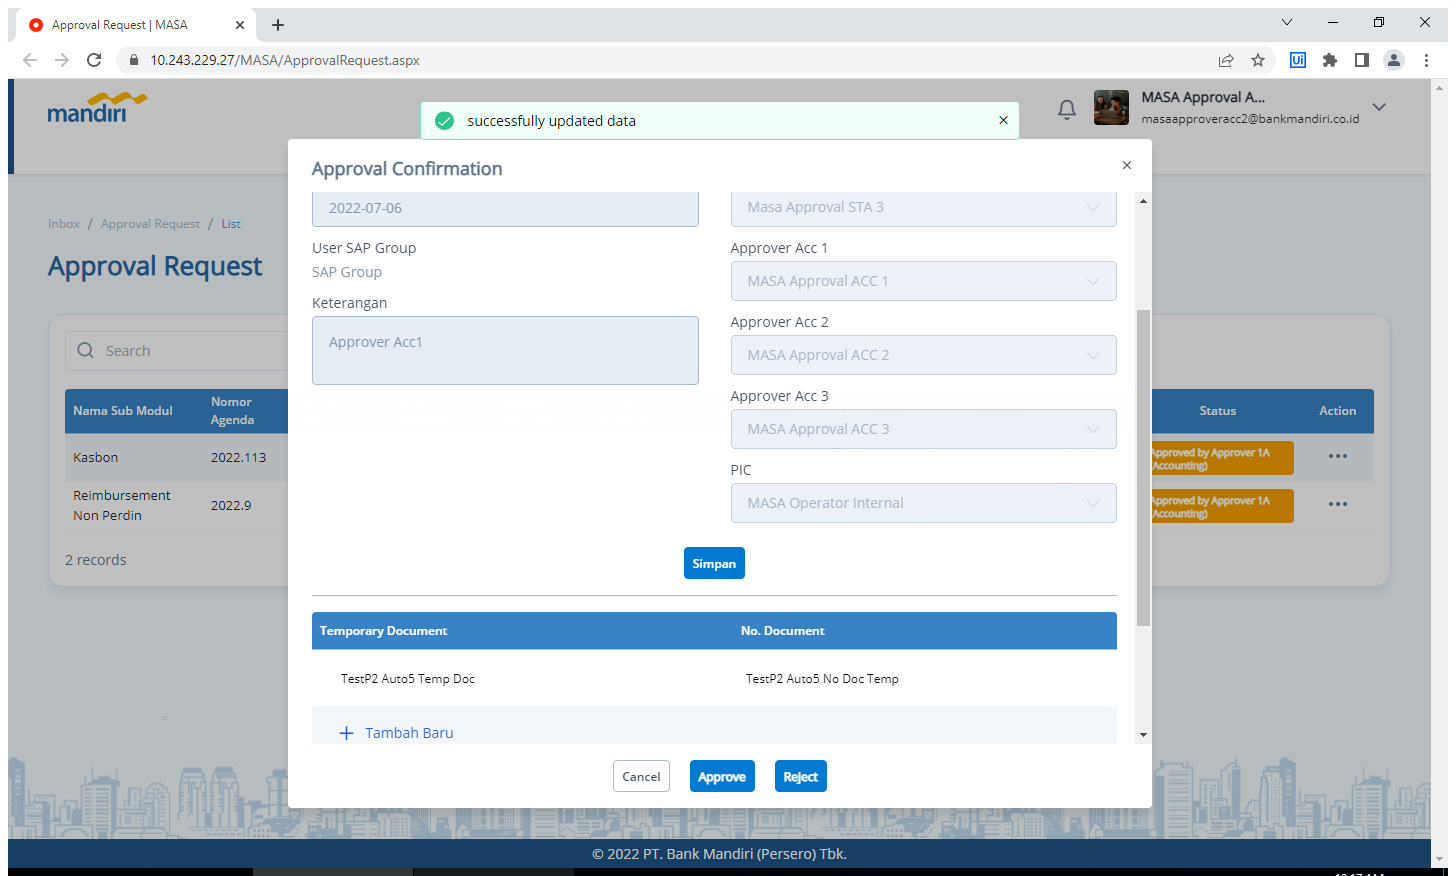 Approval Request | MASA
10.243.229.27/MASA/ApprovalRequest.aspx
Ui
mandiri
successfully updated data
MASA Approval A...
masaapproveracc2@bankmandiri.co.id
Approval Confirmation
Inbox / Approval Request / List
Approval Request
Search
Nama Sub Modul
Nomor Agenda
Status
Action
Kasbon
2022.113
Approved by Approver 1A
(Accounting)
Reimbursement
Non Perdin
2022.9
Approved by Approver 1A
(Accounting)
2 records
2022-07-06
User SAP Group
SAP Group
Keterangan
Approver Acc1
Masa Approval STA 3
Approver Acc 1
MASA Approval ACC 1
Approver Acc 2
MASA Approval ACC 2
Approver Acc 3
MASA Approval ACC 3
PIC
MASA Operator Internal
Simpan
Temporary Document
No. Document
TestP2 Auto5 Temp Doc
TestP2 Auto5 No Doc Temp
Tambah Baru
Cancel
Approve
Reject
© 2022 PT. Bank Mandiri (Persero) Tbk.